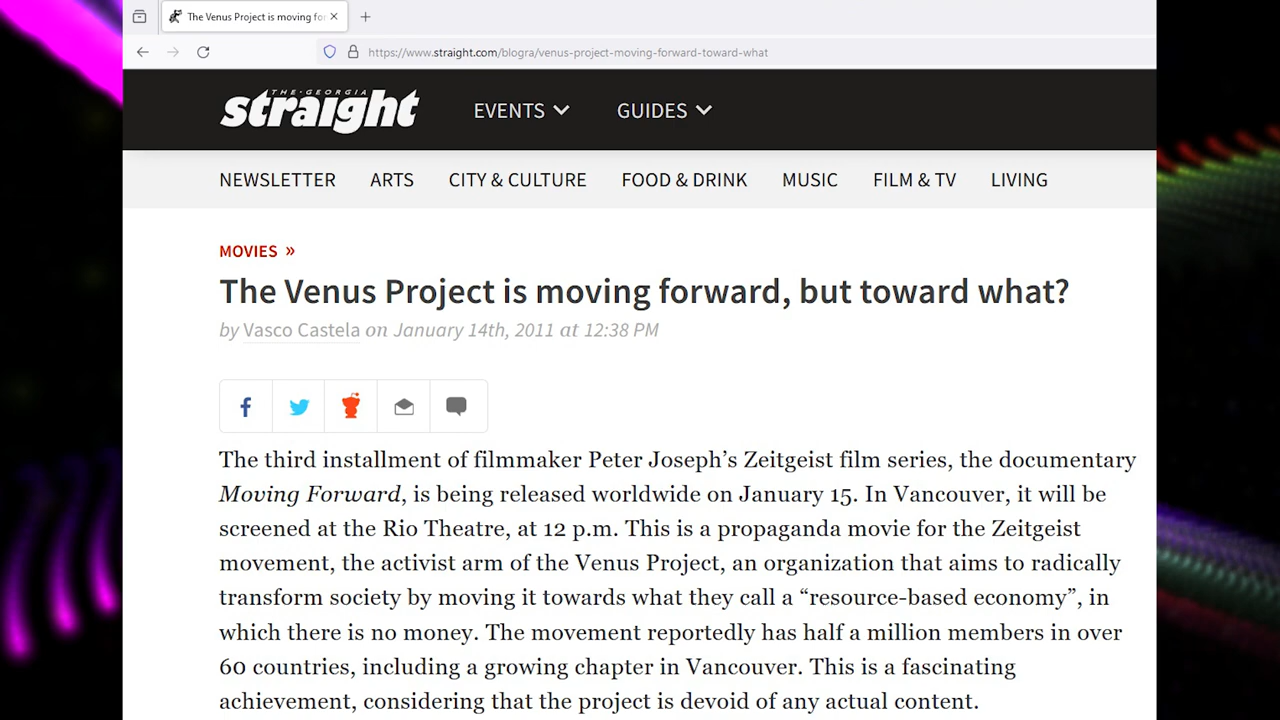 The Venus Project is moving for
https://www.straight.com/blogra/venus-project-moving-forward-toward-what
THE GEORGIA
straight
EVENTS
GUIDES
NEWSLETTER
ARTS
CITY & CULTURE
FOOD & DRINK
MUSIC
FILM & TV
LIVING
MOVIES »
The Venus Project is moving forward, but toward what?
by Vasco Castela on January 14th, 2011 at 12:38 PM
The third installment of filmmaker Peter Joseph’s Zeitgeist film series, the documentary
Moving Forward, is being released worldwide on January 15. In Vancouver, it will be
screened at the Rio Theatre, at 12 p.m. This is a propaganda movie for the Zeitgeist
movement, the activist arm of the Venus Project, an organization that aims to radically
transform society by moving it towards what they call a “resource-based economy”, in
which there is no money. The movement reportedly has half a million members in over
60 countries, including a growing chapter in Vancouver. This is a fascinating
achievement, considering that the project is devoid of any actual content.